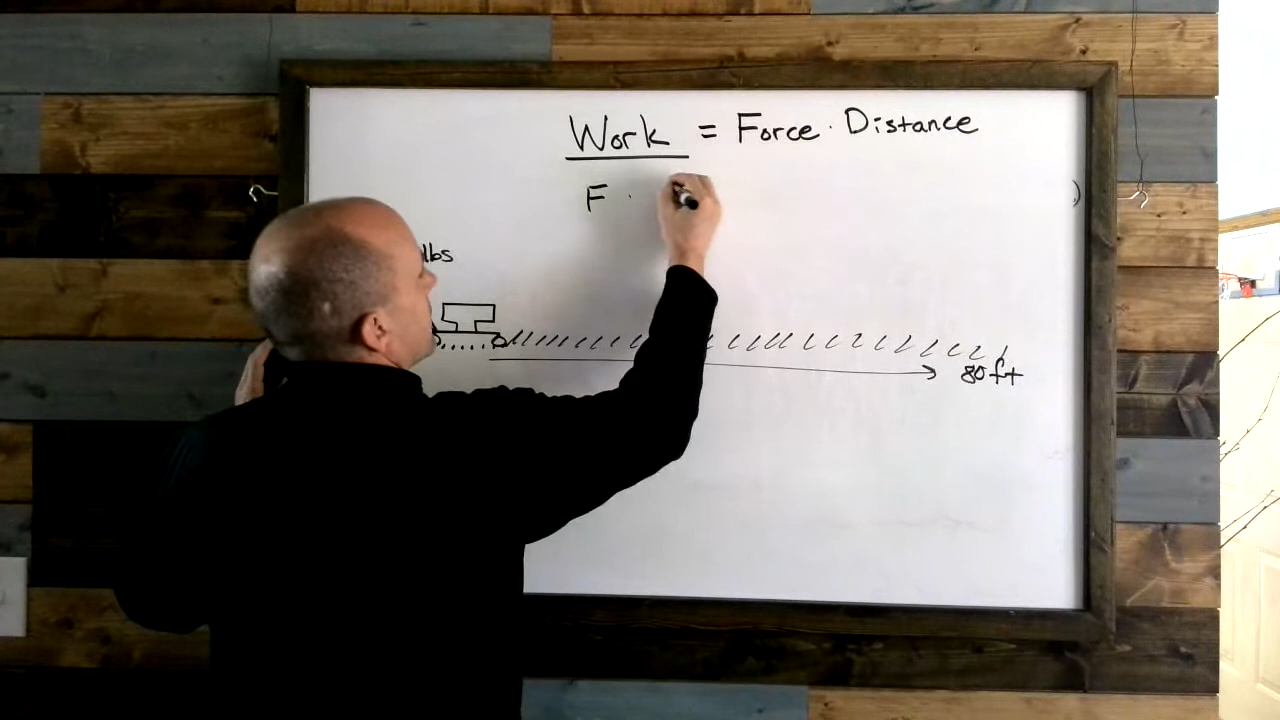 Work = Force · Distance
F ·
lbs
80 ft